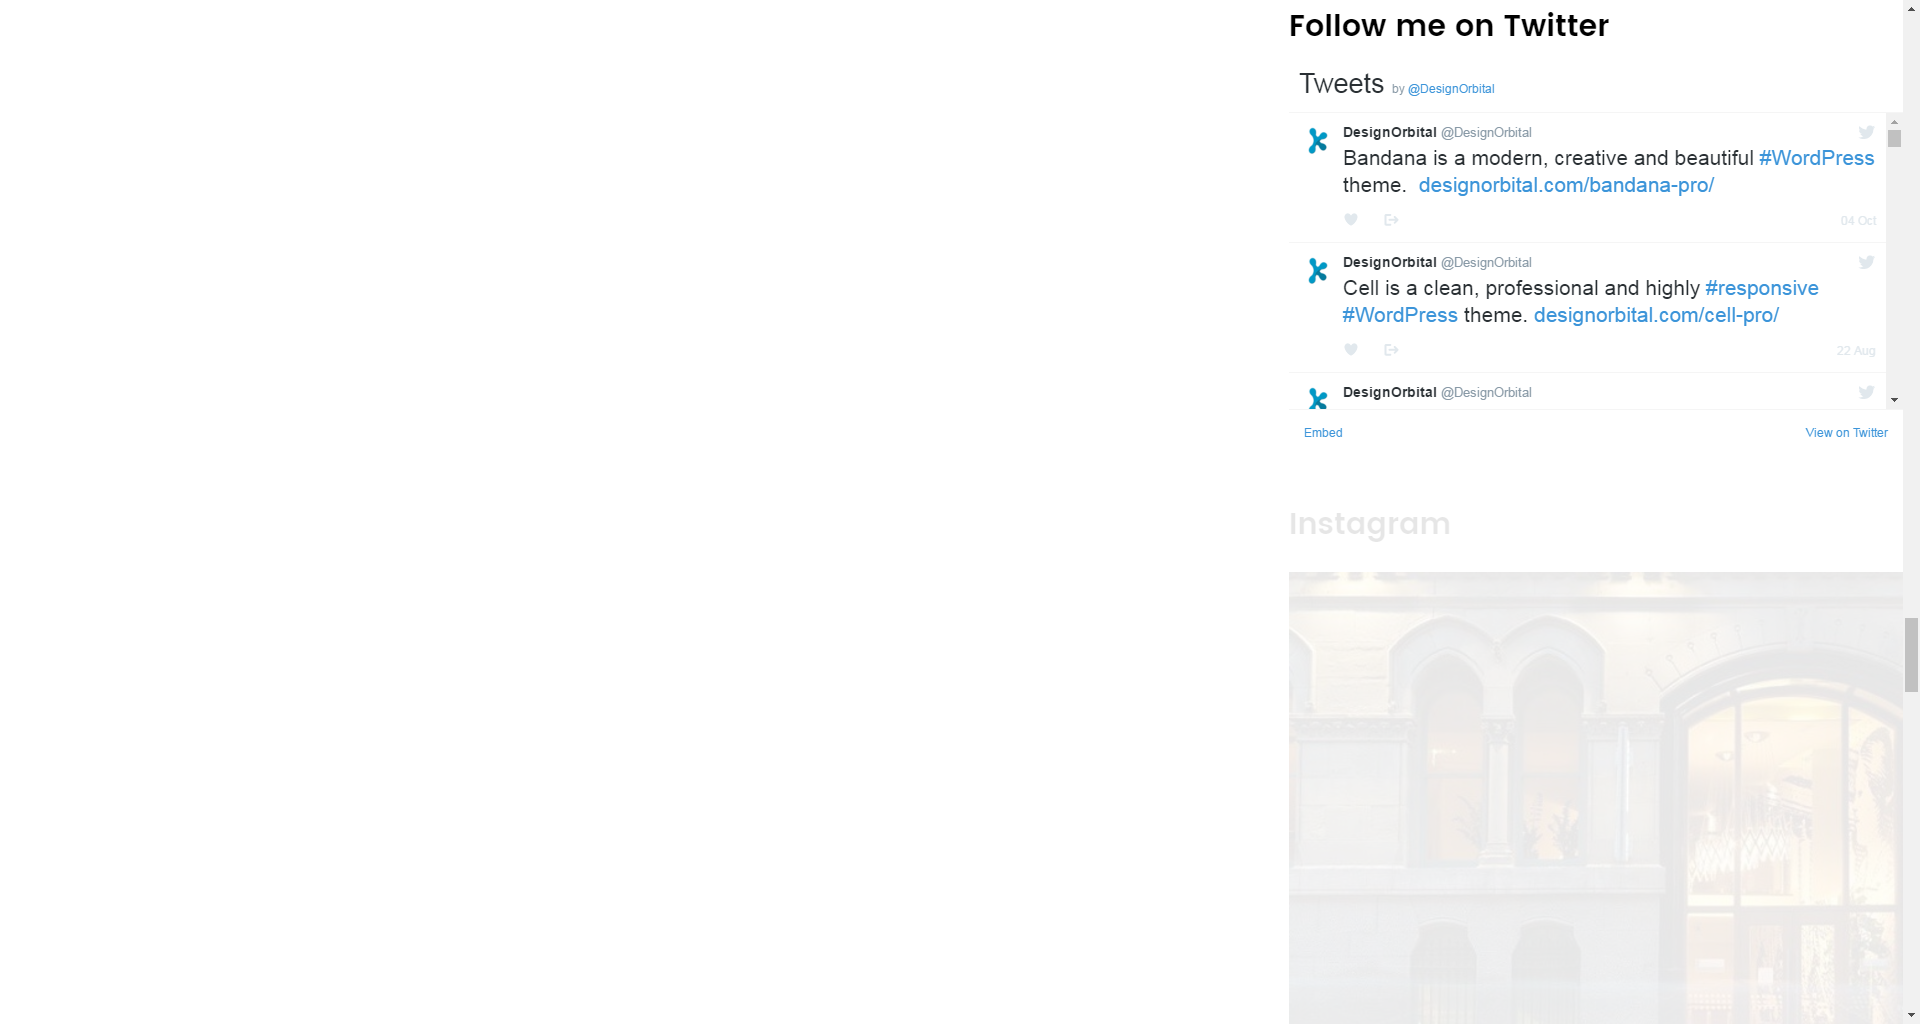 Follow me on Twitter
Tweets by @DesignOrbital
DesignOrbital @DesignOrbital
Bandana is a modern, creative and beautiful #WordPress
theme. designorbital.com/bandana-pro/
04 Oct
DesignOrbital @DesignOrbital
Cell is a clean, professional and highly #responsive
#WordPress theme. designorbital.com/cell-pro/
22 Aug
DesignOrbital @DesignOrbital
Embed
View on Twitter
Instagram